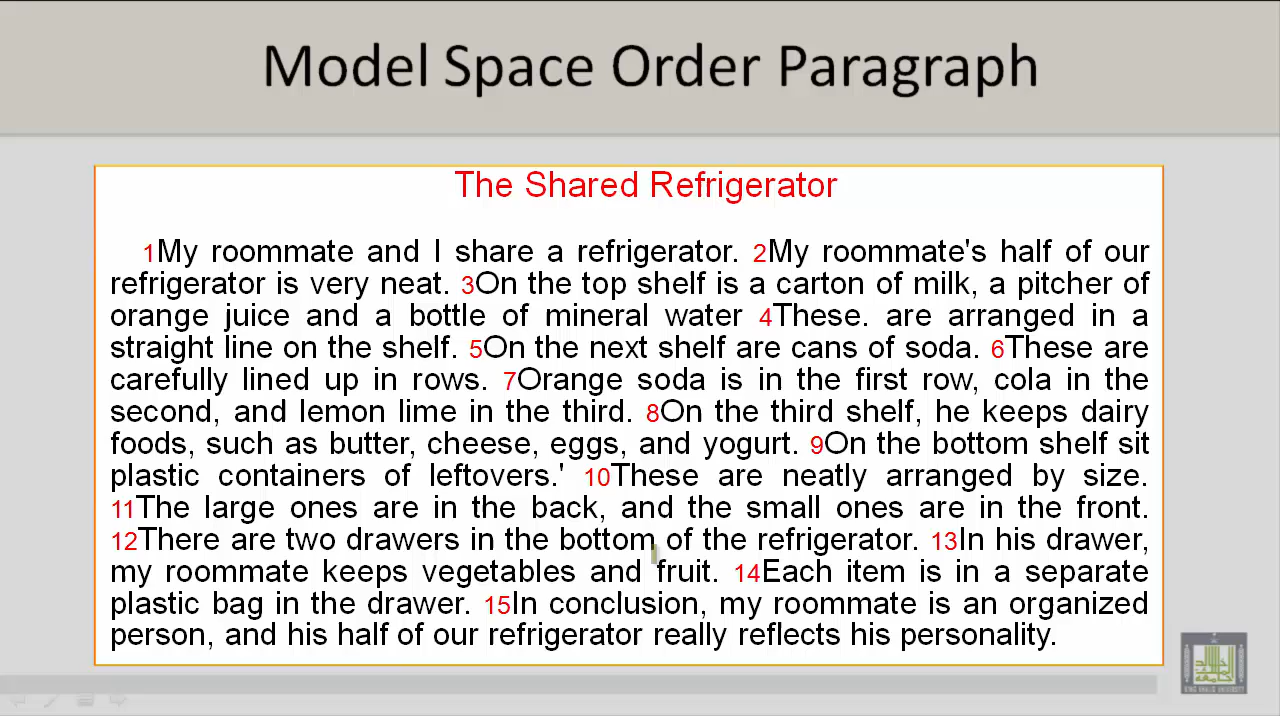 Model Space Order Paragraph
The Shared Refrigerator
1My roommate and I share a refrigerator. 2My roommate's half of our
refrigerator is very neat. 3On the top shelf is a carton of milk, a pitcher of
orange juice and a bottle of mineral water 4These. are arranged in a
straight line on the shelf. 5On the next shelf are cans of soda. 6These are
carefully lined up in rows. 7Orange soda is in the first row, cola in the
second, and lemon lime in the third. 8On the third shelf, he keeps dairy
foods, such as butter, cheese, eggs, and yogurt. 9On the bottom shelf sit
plastic containers of leftovers.' 10These are neatly arranged by size.
11The large ones are in the back, and the small ones are in the front.
12There are two drawers in the bottom of the refrigerator. 13In his drawer,
my roommate keeps vegetables and fruit. 14Each item is in a separate
plastic bag in the drawer. 15In conclusion, my roommate is an organized
person, and his half of our refrigerator really reflects his personality.
KING KHALID UNIVERSITY